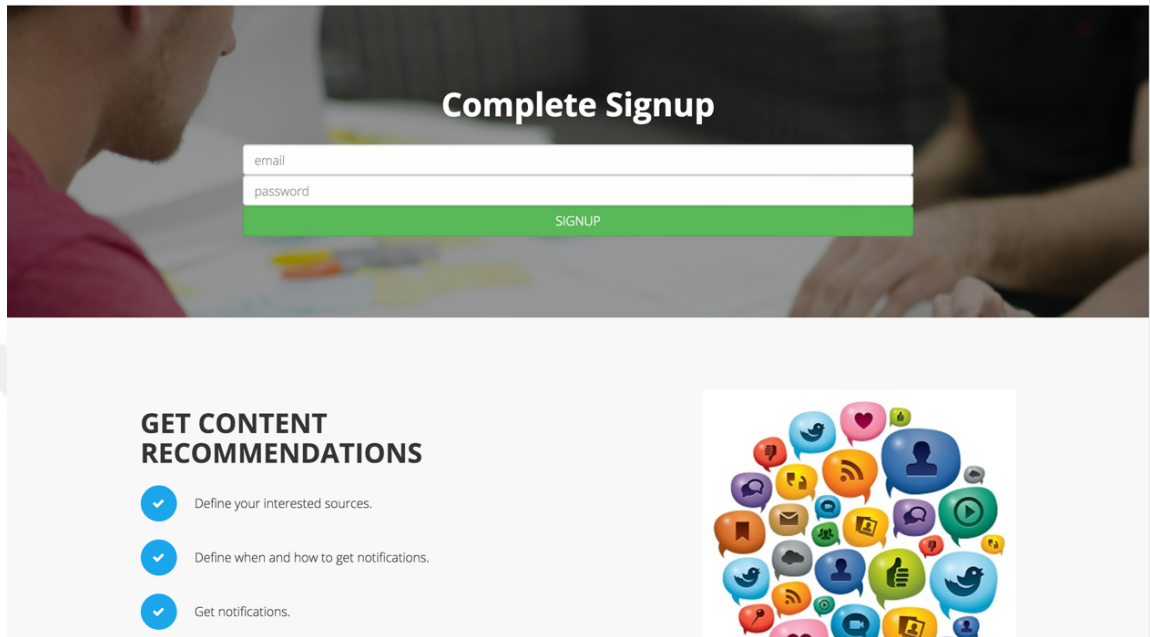 Complete Signup
email
password
SIGNUP
GET CONTENT
RECOMMENDATIONS
Define your interested sources.
Define when and how to get notifications.
Get notifications.